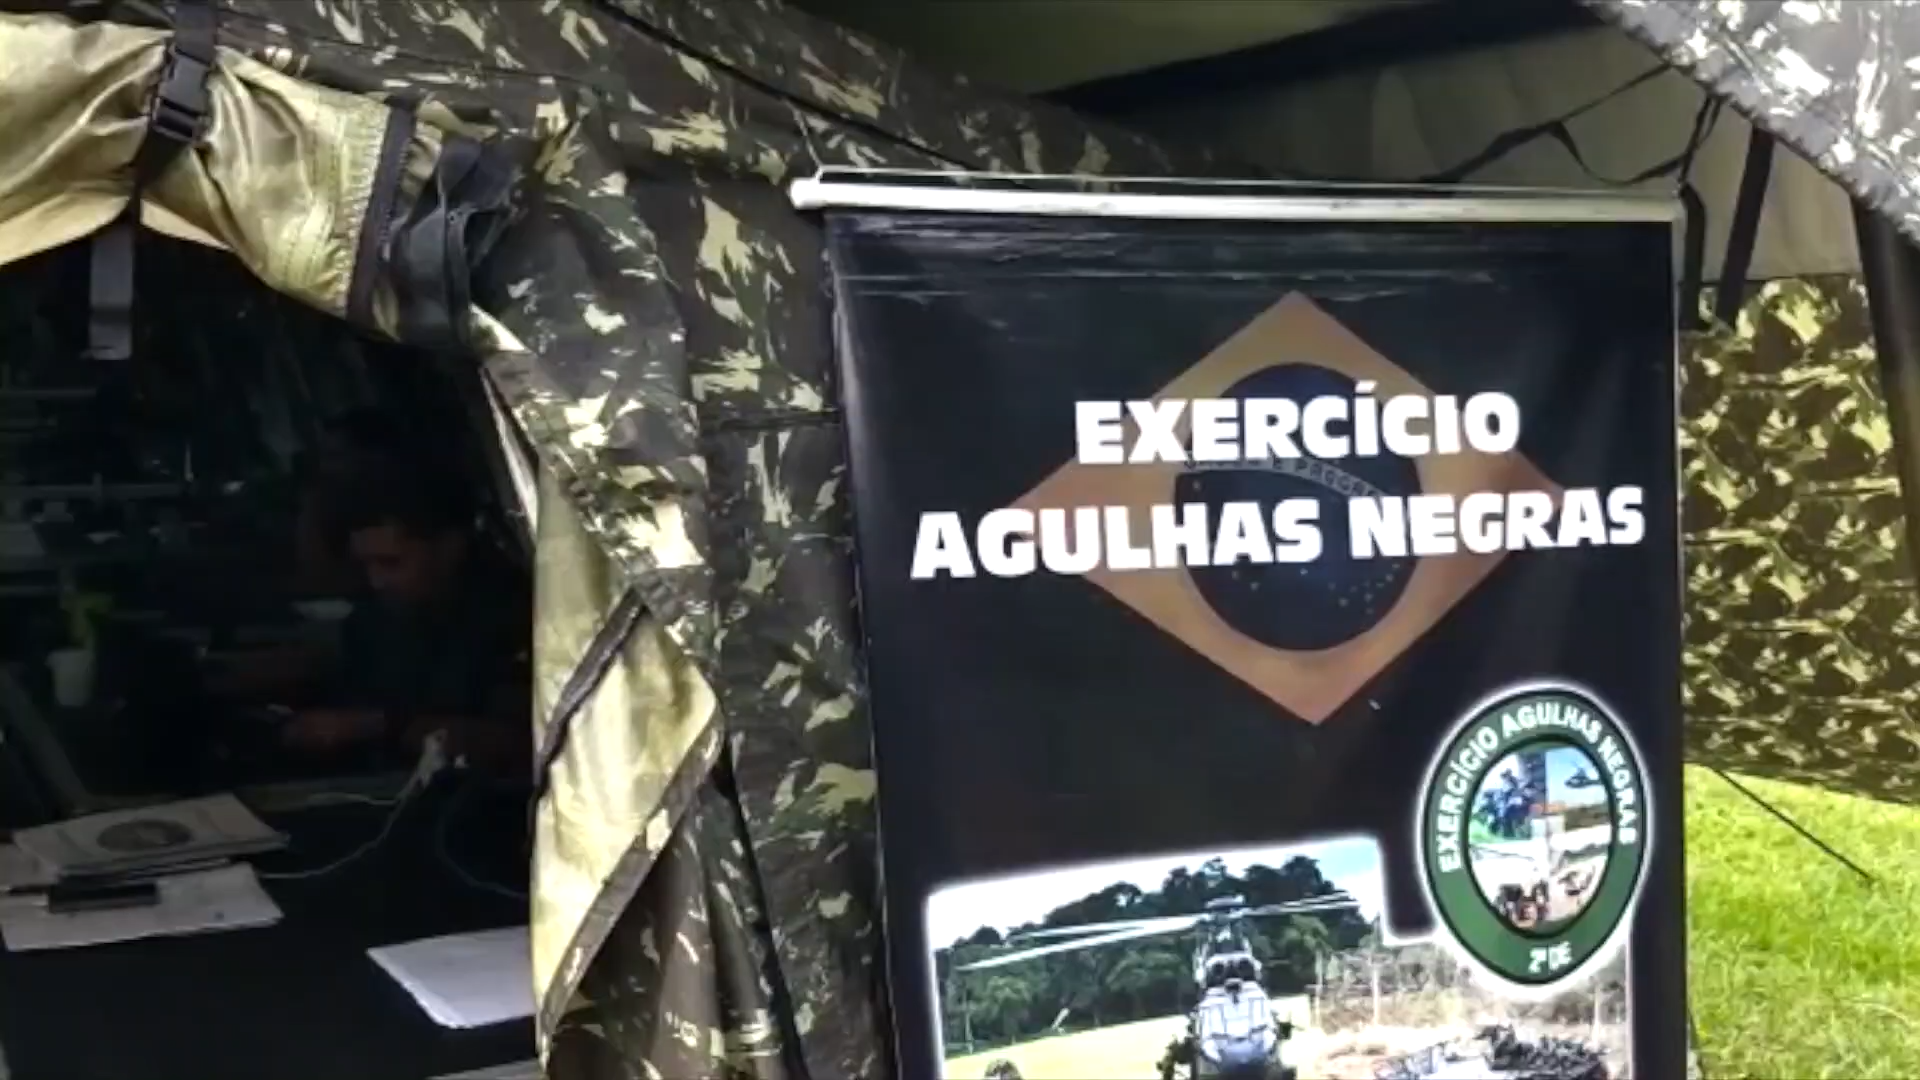 EXERCÍCIO
AGULHAS NEGRAS
EXERCÍCIO AGULHAS NEGRAS
2ª DE